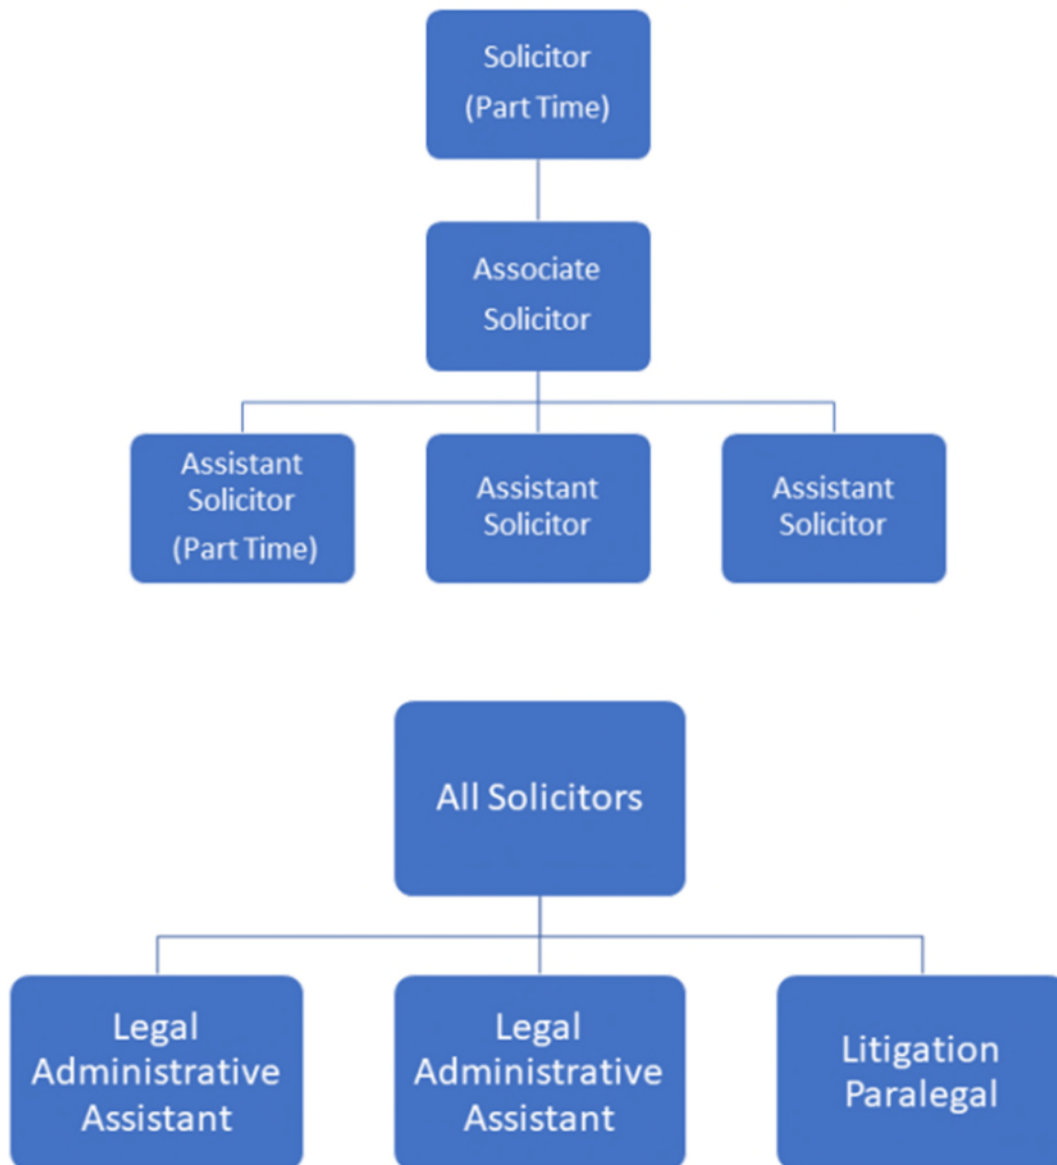 Solicitor
(Part Time)
Associate
Solicitor
Assistant
Solicitor
(Part Time)
Assistant
Solicitor
Assistant
Solicitor
All Solicitors
Legal
Administrative
Assistant
Legal
Administrative
Assistant
Litigation
Paralegal